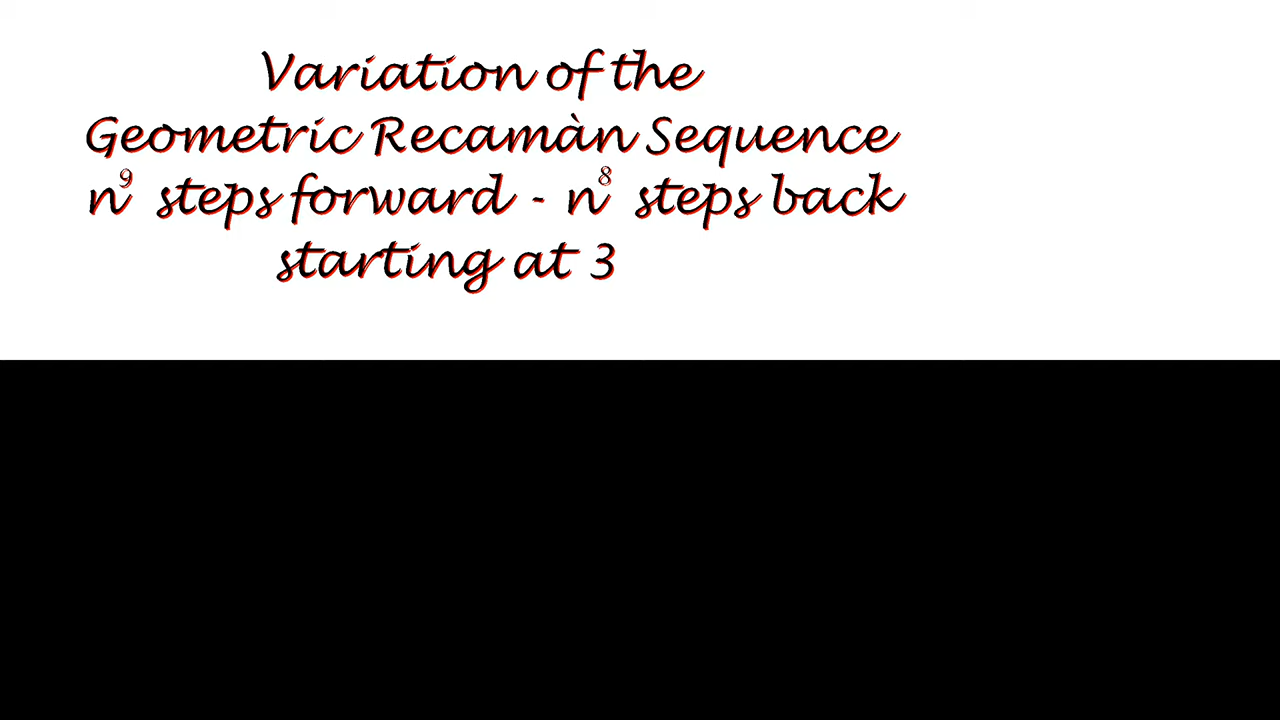 Variation of the
Geometric Recamàn Sequence
n⁹ steps forward - n⁸ steps back
starting at 3